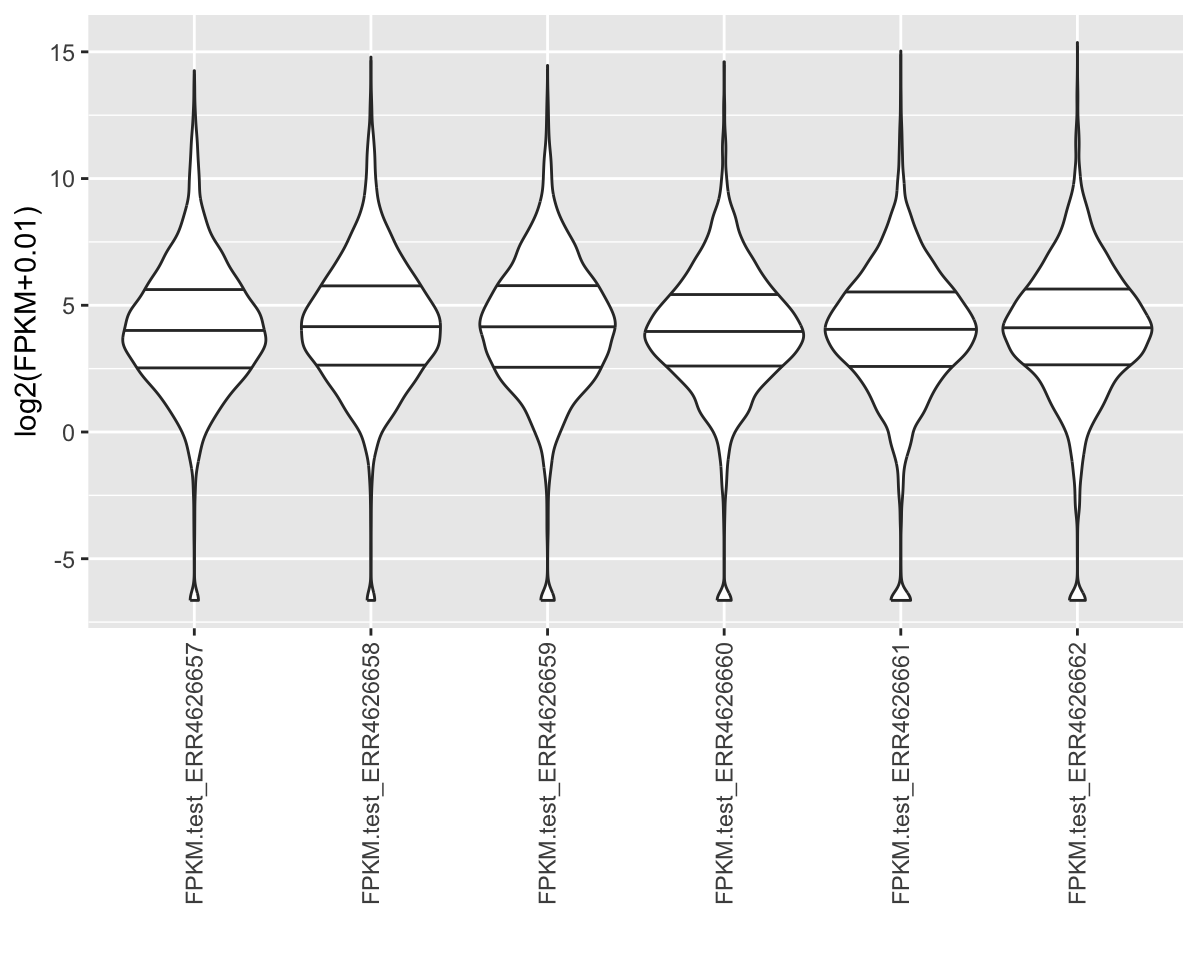 log2(FPKM+0.01)
15
10
5
0
-5
FPKM.test_ERR4626657
FPKM.test_ERR4626658
FPKM.test_ERR4626659
FPKM.test_ERR4626660
FPKM.test_ERR4626661
FPKM.test_ERR4626662